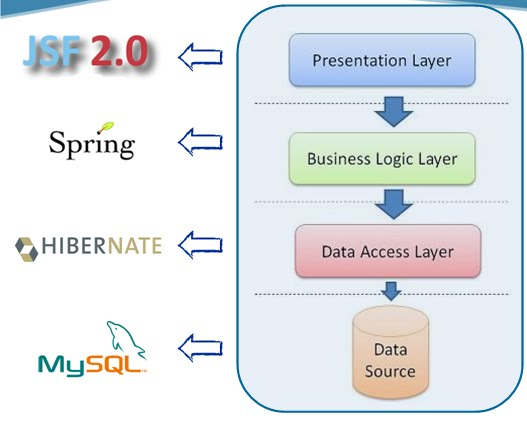 JSF 2.0
Presentation Layer
Spring
Business Logic Layer
HIBERNATE
Data Access Layer
MySQL
Data
Source